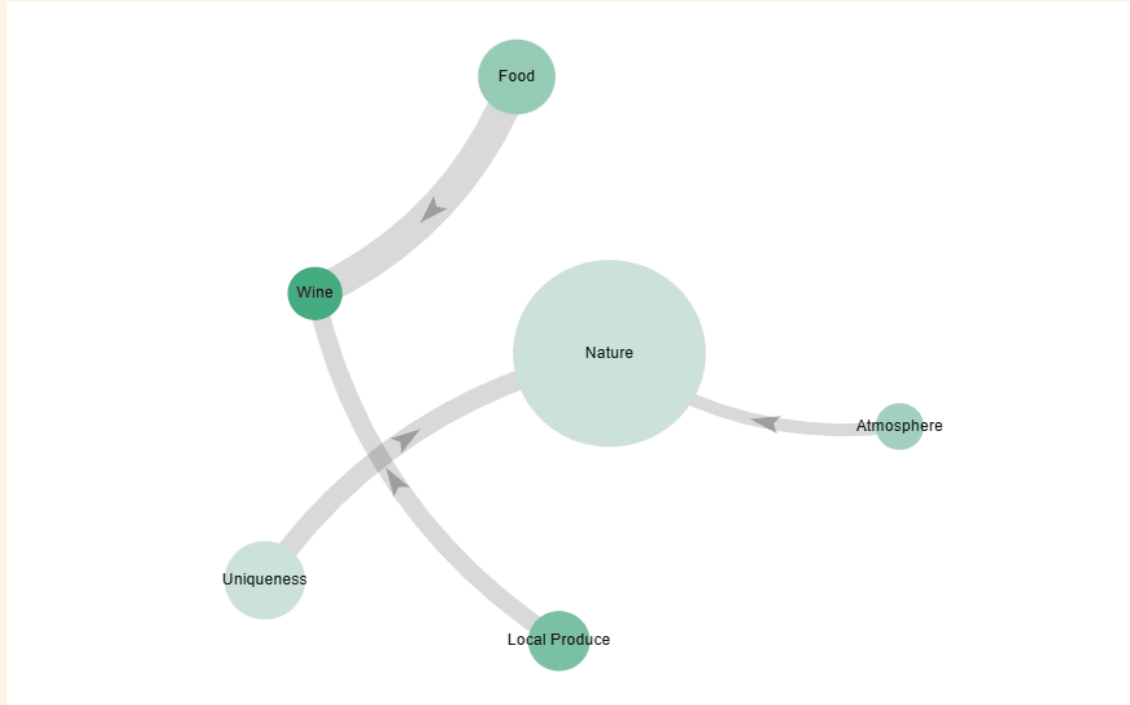 Food
Wine
Nature
Atmosphere
Uniqueness
Local Produce